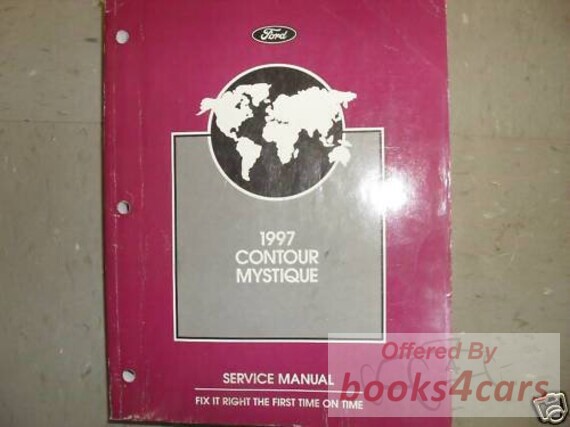 Ford
1997
CONTOUR
MYSTIQUE
SERVICE MANUAL
FIX IT RIGHT THE FIRST TIME ON TIME
Offered By
books4cars